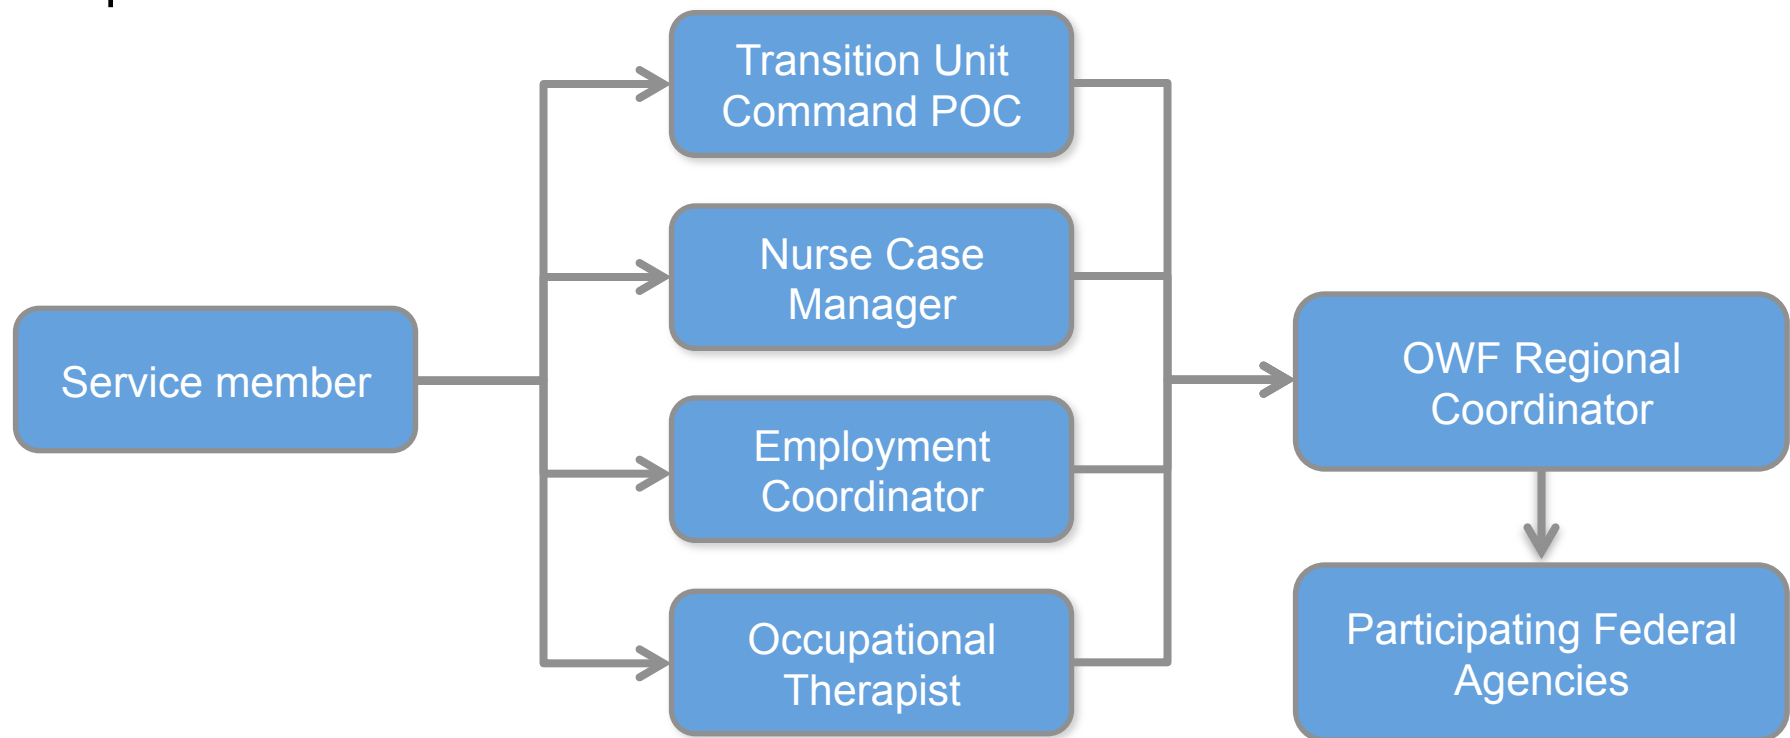 Service member
Transition Unit
Command POC
Nurse Case
Manager
Employment
Coordinator
Occupational
Therapist
OWF Regional
Coordinator
Participating Federal
Agencies